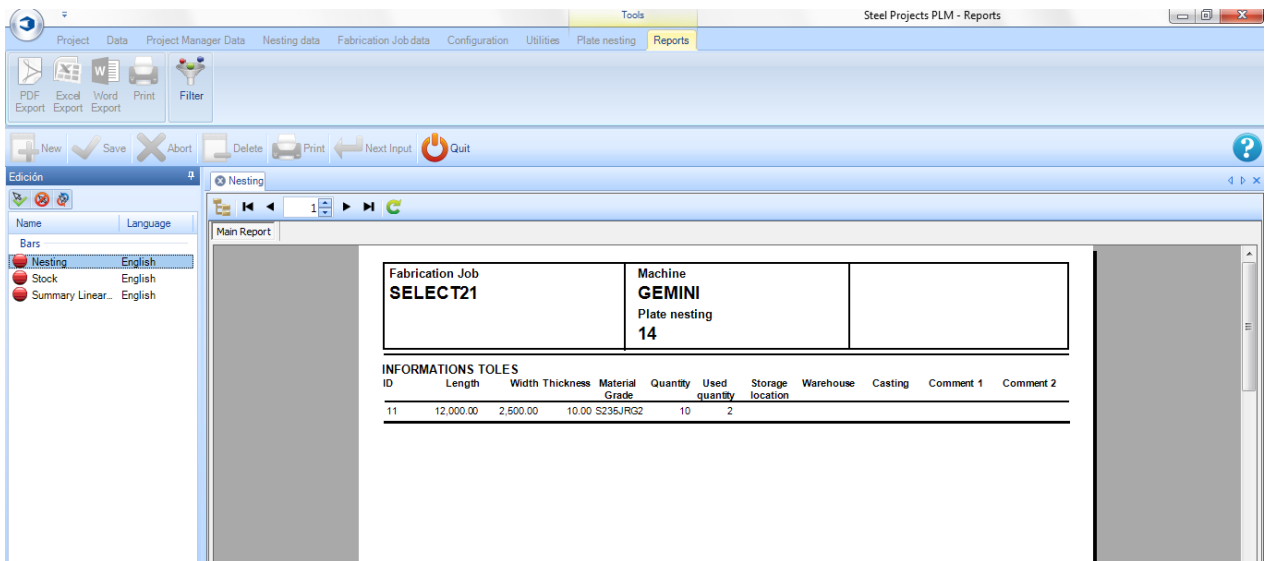 Tools
Steel Projects PLM - Reports
Project Data Project Manager Data Nesting data Fabrication Job data Configuration Utilities Plate nesting Reports
PDF Export Excel Export Word Export Print Filter
New Save Abort Delete Print Next Input Quit
Edición
Nesting
Name Language
1
Bars
Main Report
Nesting English
Stock English
Summary Linear... English
Fabrication Job Machine
SELECT21 GEMINI
Plate nesting
14
INFORMATIONS TOLES
ID Length Width Thickness Material Grade Quantity Used quantity Storage location Warehouse Casting Comment 1 Comment 2
11 12,000.00 2,500.00 10.00 S235JRG2 10 2